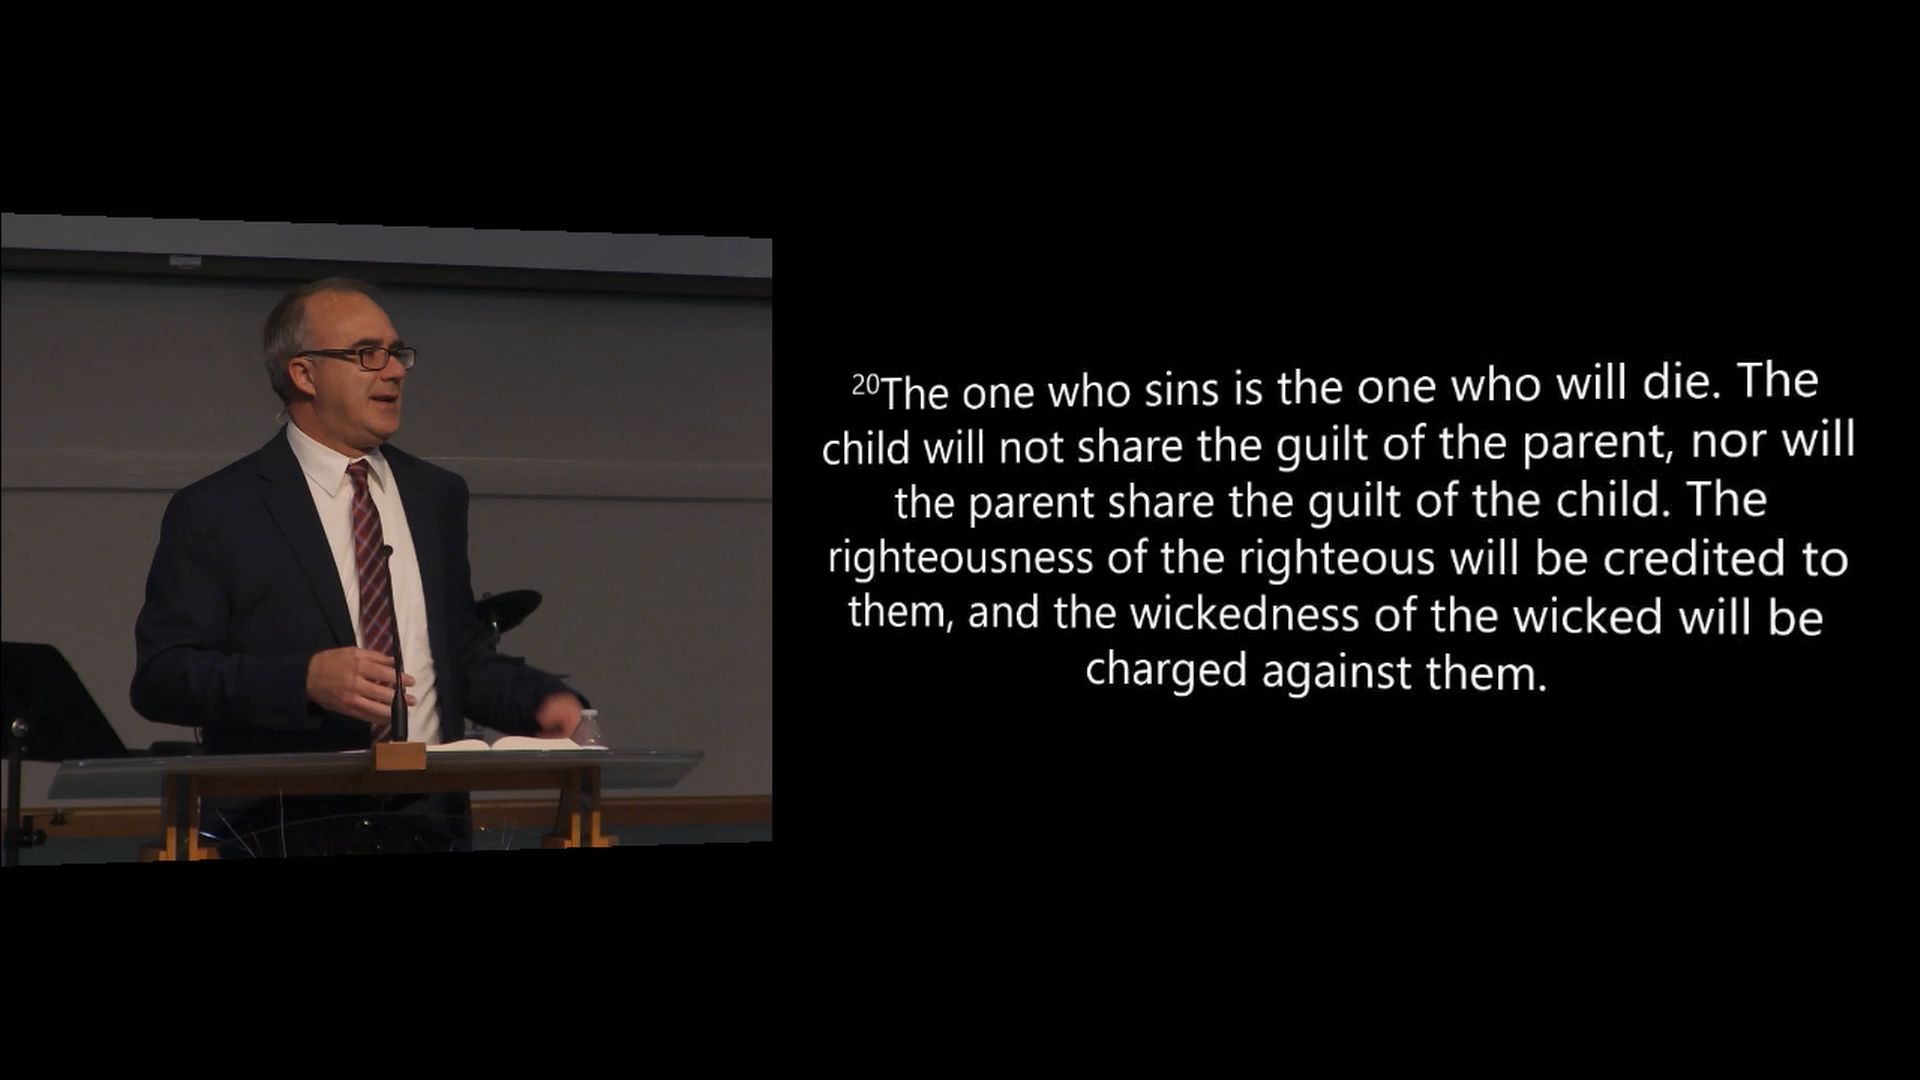 20The one who sins is the one who will die. The
child will not share the guilt of the parent, nor will
the parent share the guilt of the child. The
righteousness of the righteous will be credited to
them, and the wickedness of the wicked will be
charged against them.